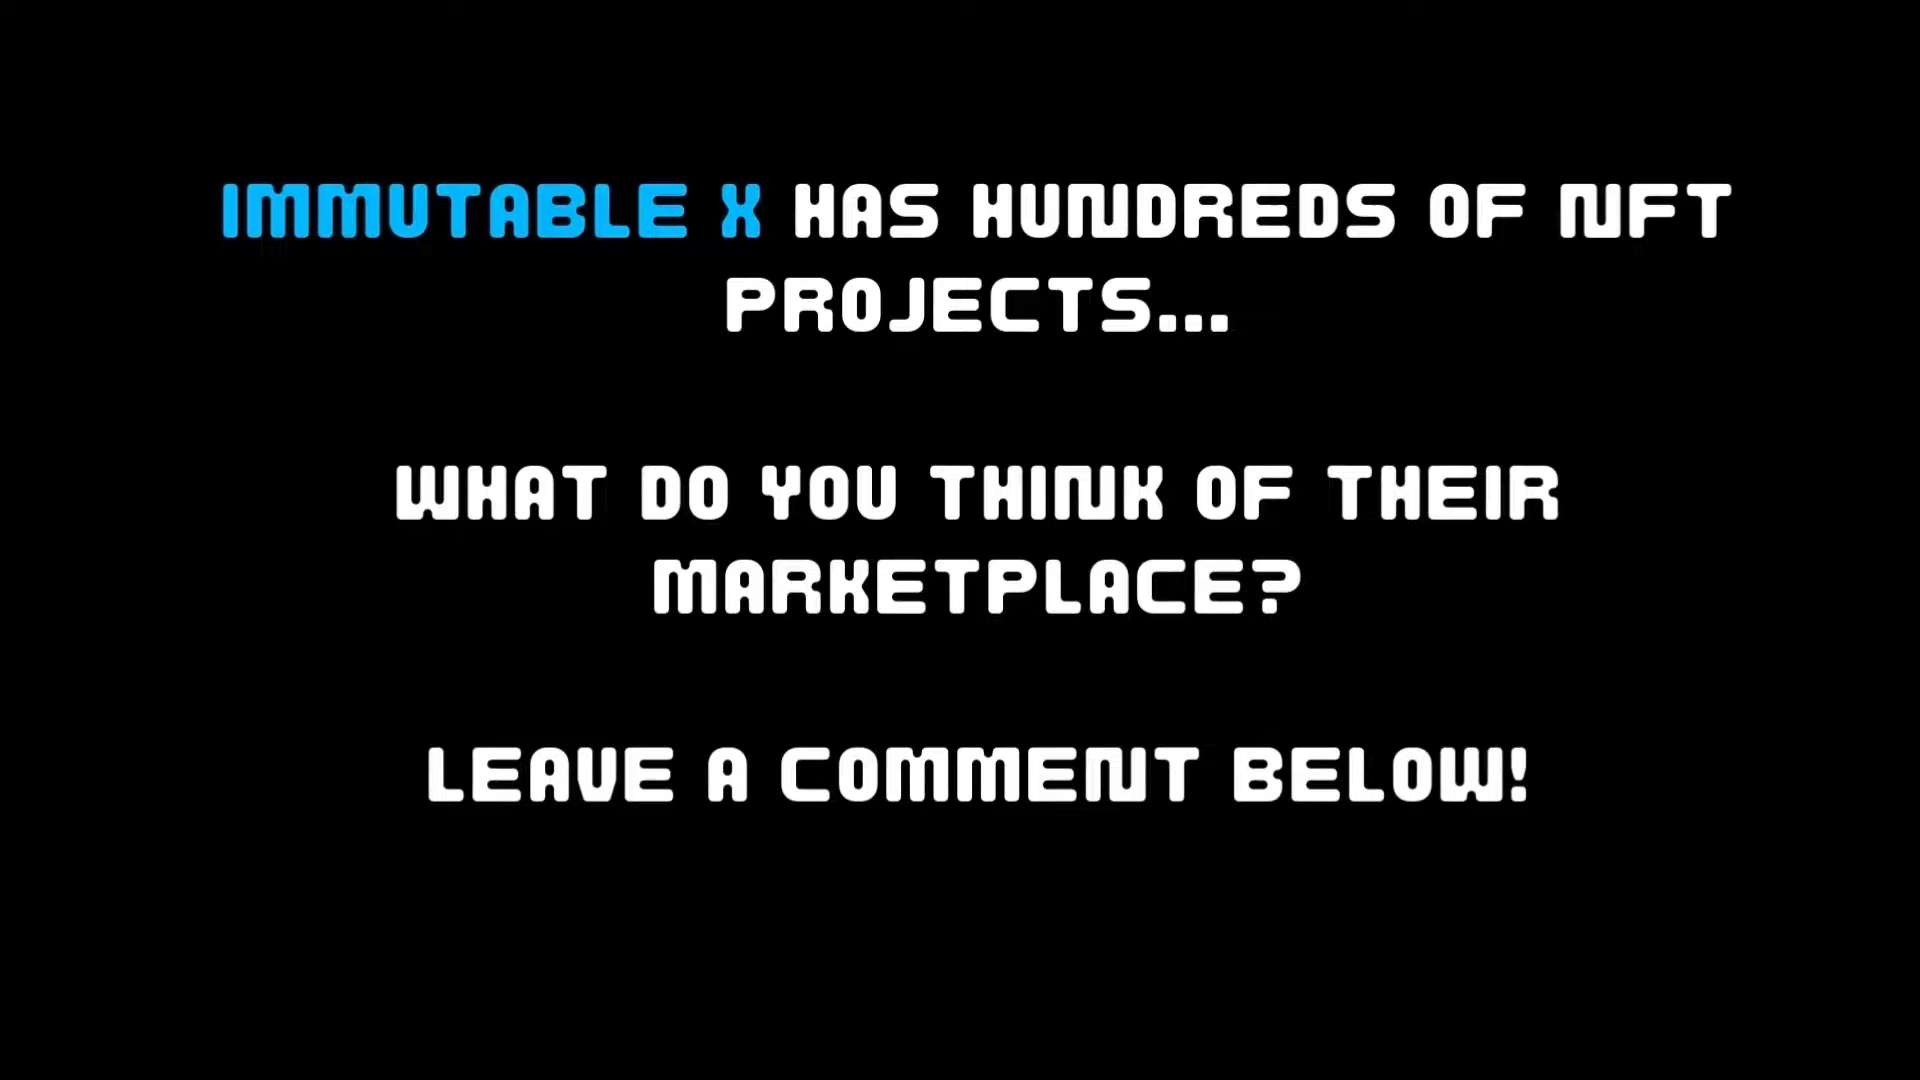 IMMUTABLE X HAS HUNDREDS OF NFT
PROJECTS...
WHAT DO YOU THINK OF THEIR
MARKETPLACE?
LEAVE A COMMENT BELOW!